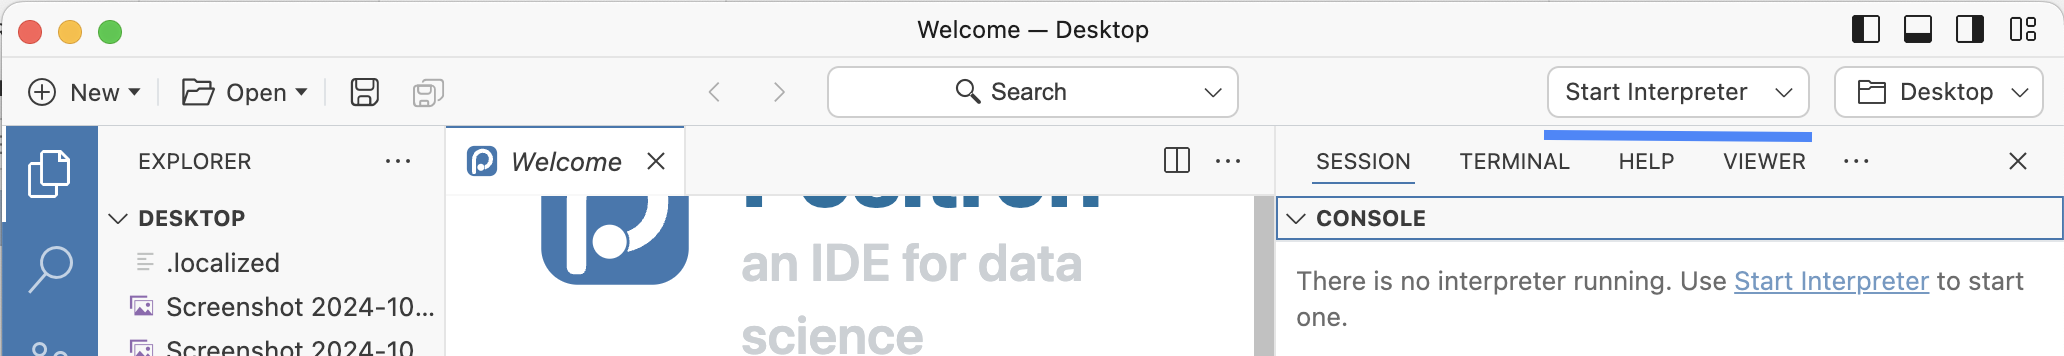 Welcome — Desktop
New
Open
Search
Start Interpreter
Desktop
EXPLORER
Welcome
SESSION
TERMINAL
HELP
VIEWER
DESKTOP
.localized
Screenshot 2024-10...
Screenshot 2024-10
Positron
an IDE for data
science
CONSOLE
There is no interpreter running. Use Start Interpreter to start
one.